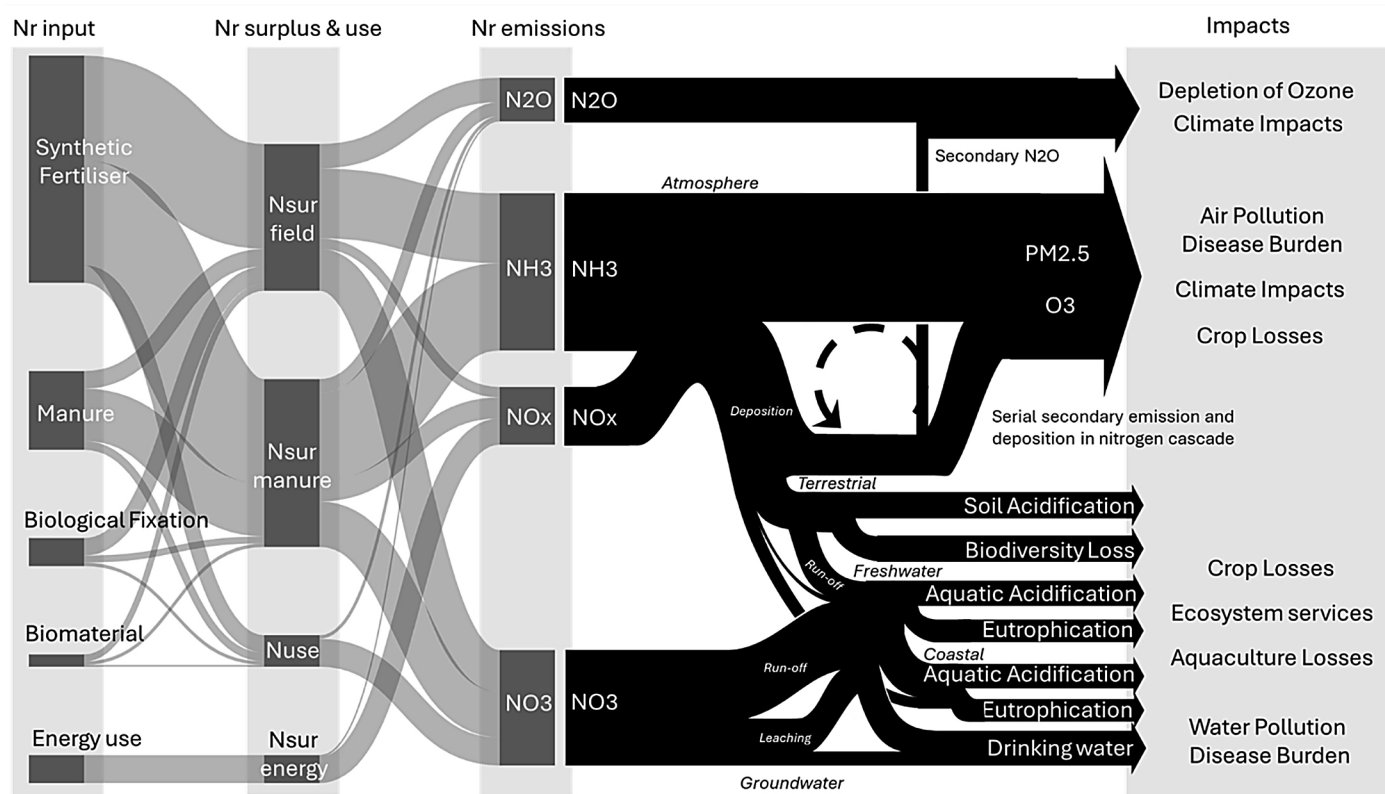 Nr input
Nr surplus & use
Nr emissions
Impacts
Synthetic
Fertiliser
Manure
Biological Fixation
Biomaterial
Energy use
Nsur
field
Nsur
manure
Nuse
Nsur
energy
N2O
NH3
NOx
NO3
N2O
NH3
NOx
NO3
Secondary N2O
Atmosphere
PM2.5
O3
Deposition
Serial secondary emission and
deposition in nitrogen cascade
Terrestrial
Soil Acidification
Biodiversity Loss
Run-off
Freshwater
Aquatic Acidification
Eutrophication
Run-off
Coastal
Aquatic Acidification
Eutrophication
Leaching
Drinking water
Groundwater
Depletion of Ozone
Climate Impacts
Air Pollution
Disease Burden
Climate Impacts
Crop Losses
Crop Losses
Ecosystem services
Aquaculture Losses
Water Pollution
Disease Burden